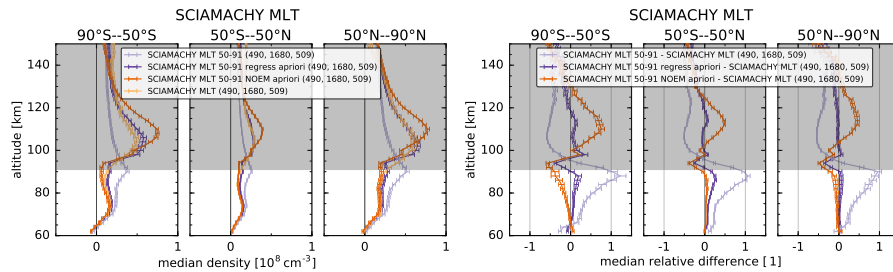 SCIAMACHY MLT
90°S--50°S 50°S--50°N 50°N--90°N
SCIAMACHY MLT 50-91 (490, 1680, 509)
SCIAMACHY MLT 50-91 regress apriori (490, 1680, 509)
SCIAMACHY MLT 50-91 NOEM apriori (490, 1680, 509)
SCIAMACHY MLT (490, 1680, 509)
altitude [km]
140
120
100
80
60
0 1 0 1 0 1
median density [10⁸ cm⁻³]
SCIAMACHY MLT
90°S--50°S 50°S--50°N 50°N--90°N
SCIAMACHY MLT 50-91 - SCIAMACHY MLT (490, 1680, 509)
SCIAMACHY MLT 50-91 regress apriori - SCIAMACHY MLT (490, 1680, 509)
SCIAMACHY MLT 50-91 NOEM apriori - SCIAMACHY MLT (490, 1680, 509)
altitude [km]
140
120
100
80
60
-1 0 1 -1 0 1 -1 0 1
median relative difference [1]